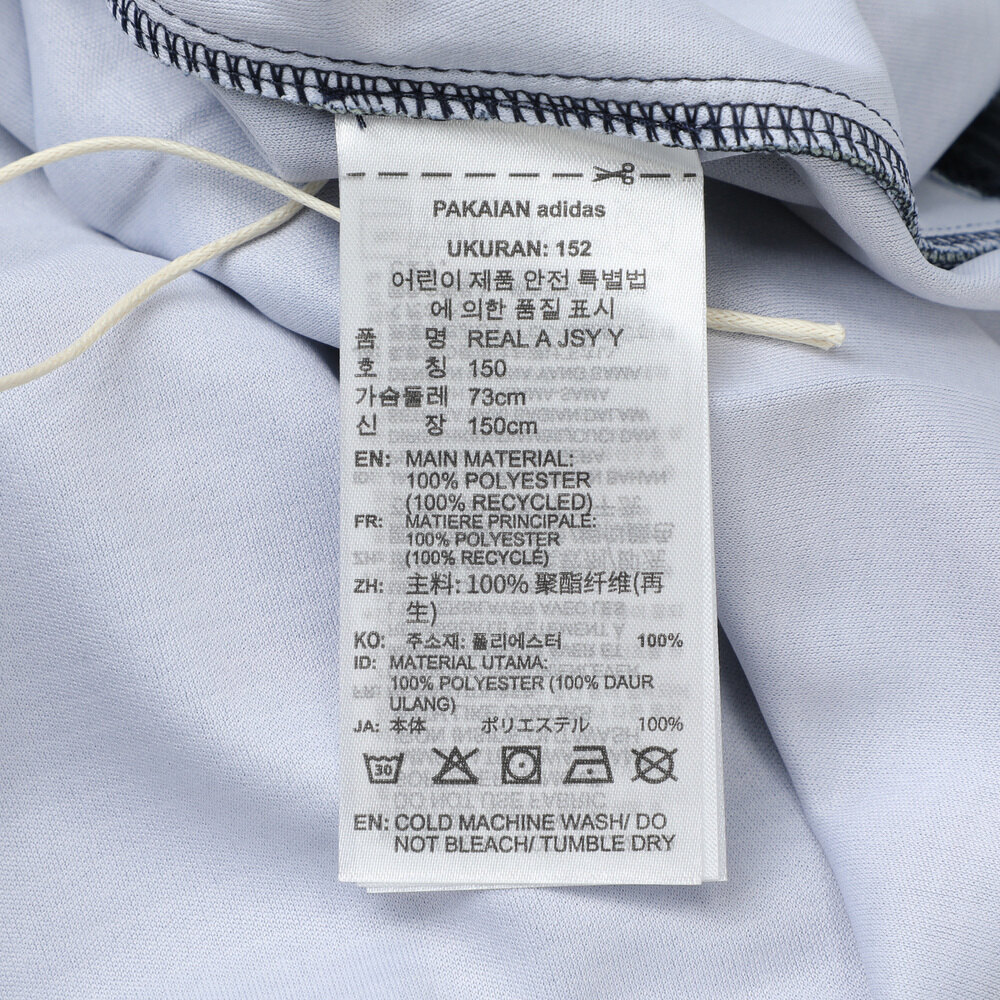 PAKAIAN adidas
UKURAN: 152
어린이 제품 안전 특별법
에 의한 품질 표시
품 명 REAL A JSY Y
호 칭 150
가슴둘레 73cm
신 장 150cm
EN: MAIN MATERIAL:
100% POLYESTER
(100% RECYCLED)
FR: MATIERE PRINCIPALE:
100% POLYESTER
(100% RECYCLÉ)
ZH: 主料: 100% 聚酯纤维(再
生)
KO: 주소재: 폴리에스터 100%
ID: MATERIAL UTAMA:
100% POLYESTER (100% DAUR
ULANG)
JA: 本体 ポリエステル 100%
30
EN: COLD MACHINE WASH/ DO
NOT BLEACH/ TUMBLE DRY